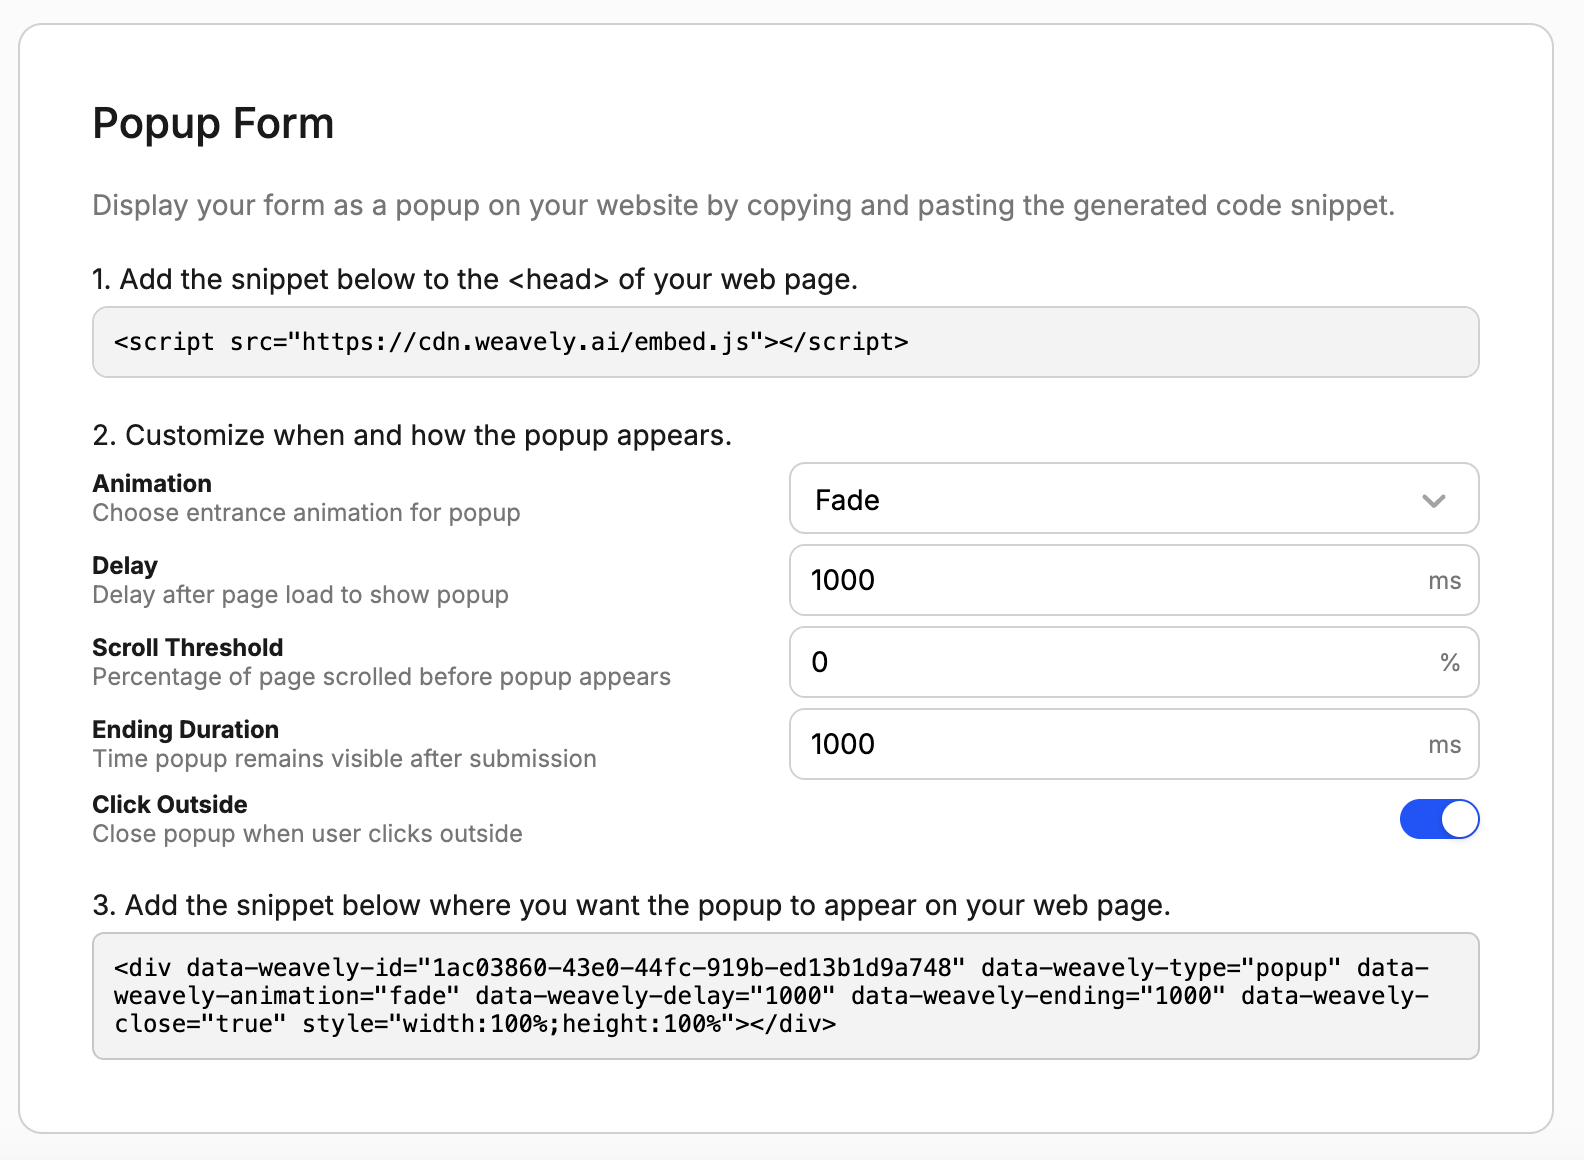 Popup Form
Display your form as a popup on your website by copying and pasting the generated code snippet.
1. Add the snippet below to the <head> of your web page.
<script src="https://cdn.weavely.ai/embed.js"></script>
2. Customize when and how the popup appears.
Animation
Choose entrance animation for popup
Fade
Delay
Delay after page load to show popup
1000 ms
Scroll Threshold
Percentage of page scrolled before popup appears
0 %
Ending Duration
Time popup remains visible after submission
1000 ms
Click Outside
Close popup when user clicks outside
3. Add the snippet below where you want the popup to appear on your web page.
<div data-weavely-id="1ac03860-43e0-44fc-919b-ed13b1d9a748" data-weavely-type="popup" data-
weavely-animation="fade" data-weavely-delay="1000" data-weavely-ending="1000" data-weavely-
close="true" style="width:100%;height:100%"></div>